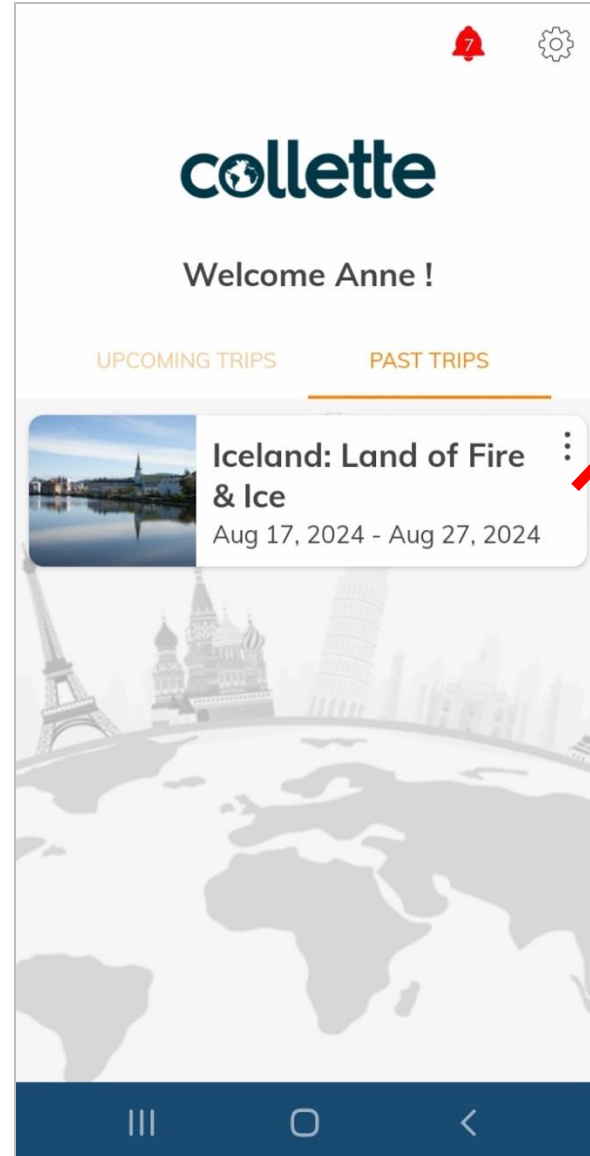 7
collette
Welcome Anne !
UPCOMING TRIPS PAST TRIPS
Iceland: Land of Fire
& Ice
Aug 17, 2024 - Aug 27, 2024